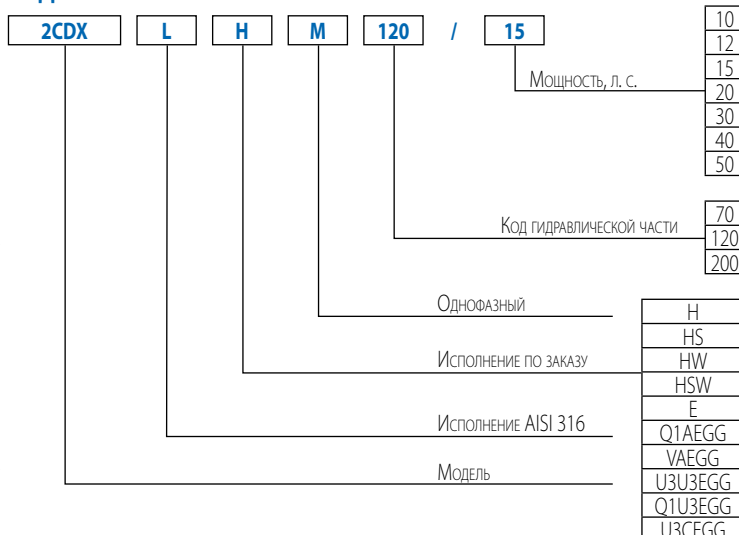 2CDX L H M 120 / 15
Мощность, л. с.
10
12
15
20
30
40
50
Код гидравлической части
70
120
200
Однофазный
Исполнение по заказу
H
HS
HW
HSW
E
Q1AEGG
VAEGG
U3U3EGG
Q1U3EGG
U3CEGG
Исполнение AISI 316
Модель